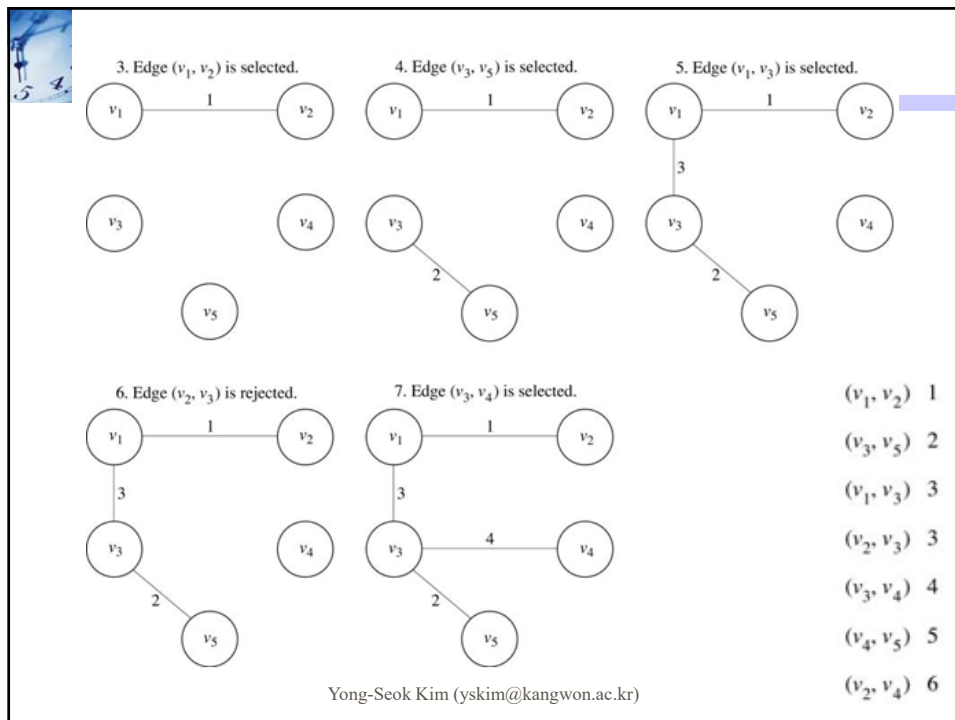 3. Edge (v₁, v₂) is selected.
4. Edge (v₃, v₅) is selected.
5. Edge (v₁, v₃) is selected.
v₁ 1 v₂
v₁ 1 v₂
v₁ 1 v₂
3
v₃ v₄
v₃ v₄
v₃ v₄
2
2
v₅
v₅
v₅
5 4
6. Edge (v₂, v₃) is rejected.
7. Edge (v₃, v₄) is selected.
v₁ 1 v₂
v₁ 1 v₂
3
3
v₃ v₄
v₃ 4 v₄
2
2
v₅
v₅
(v₁, v₂) 1
(v₃, v₅) 2
(v₁, v₃) 3
(v₂, v₃) 3
(v₃, v₄) 4
(v₄, v₅) 5
(v₂, v₄) 6
Yong-Seok Kim (yskim@kangwon.ac.kr)